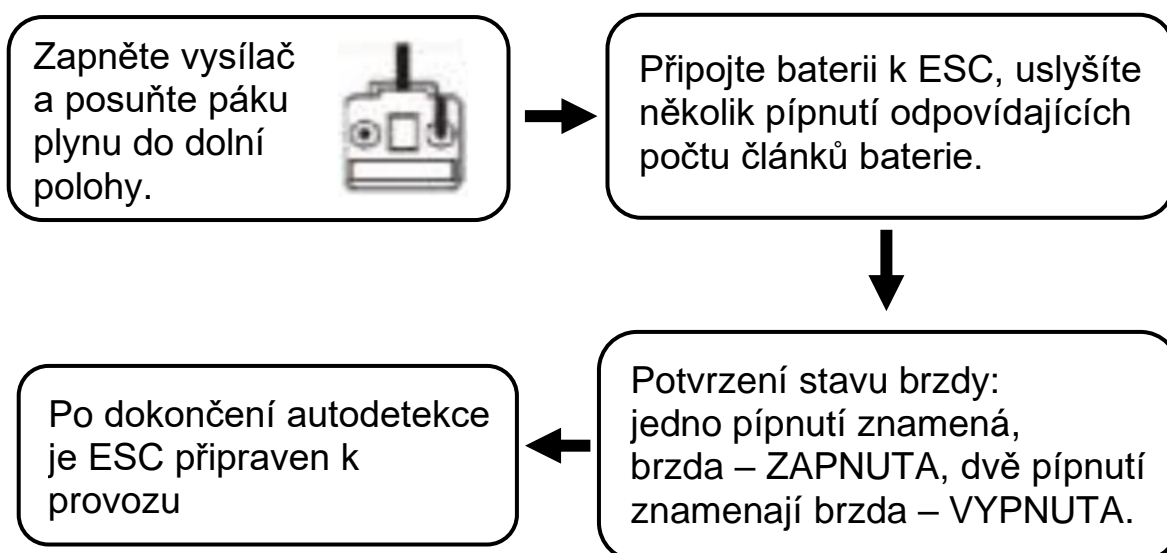 Zapněte vysílač
a posuňte páku
plynu do dolní
polohy.
Připojte baterii k ESC, uslyšíte
několik pípnutí odpovídajících
počtu článků baterie.
Potvrzení stavu brzdy:
jedno pípnutí znamená,
brzda – ZAPNUTA, dvě pípnutí
znamenají brzda – VYPNUTA.
Po dokončení autodetekce
je ESC připraven k
provozu